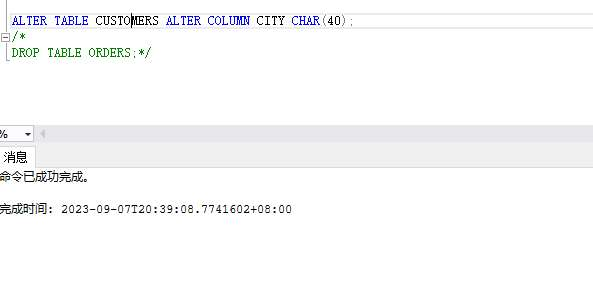 ALTER TABLE CUSTOMERS ALTER COLUMN CITY CHAR(40);
/*
DROP TABLE ORDERS;*/
%
消息
命令已成功完成。
完成时间: 2023-09-07T20:39:08.7741602+08:00